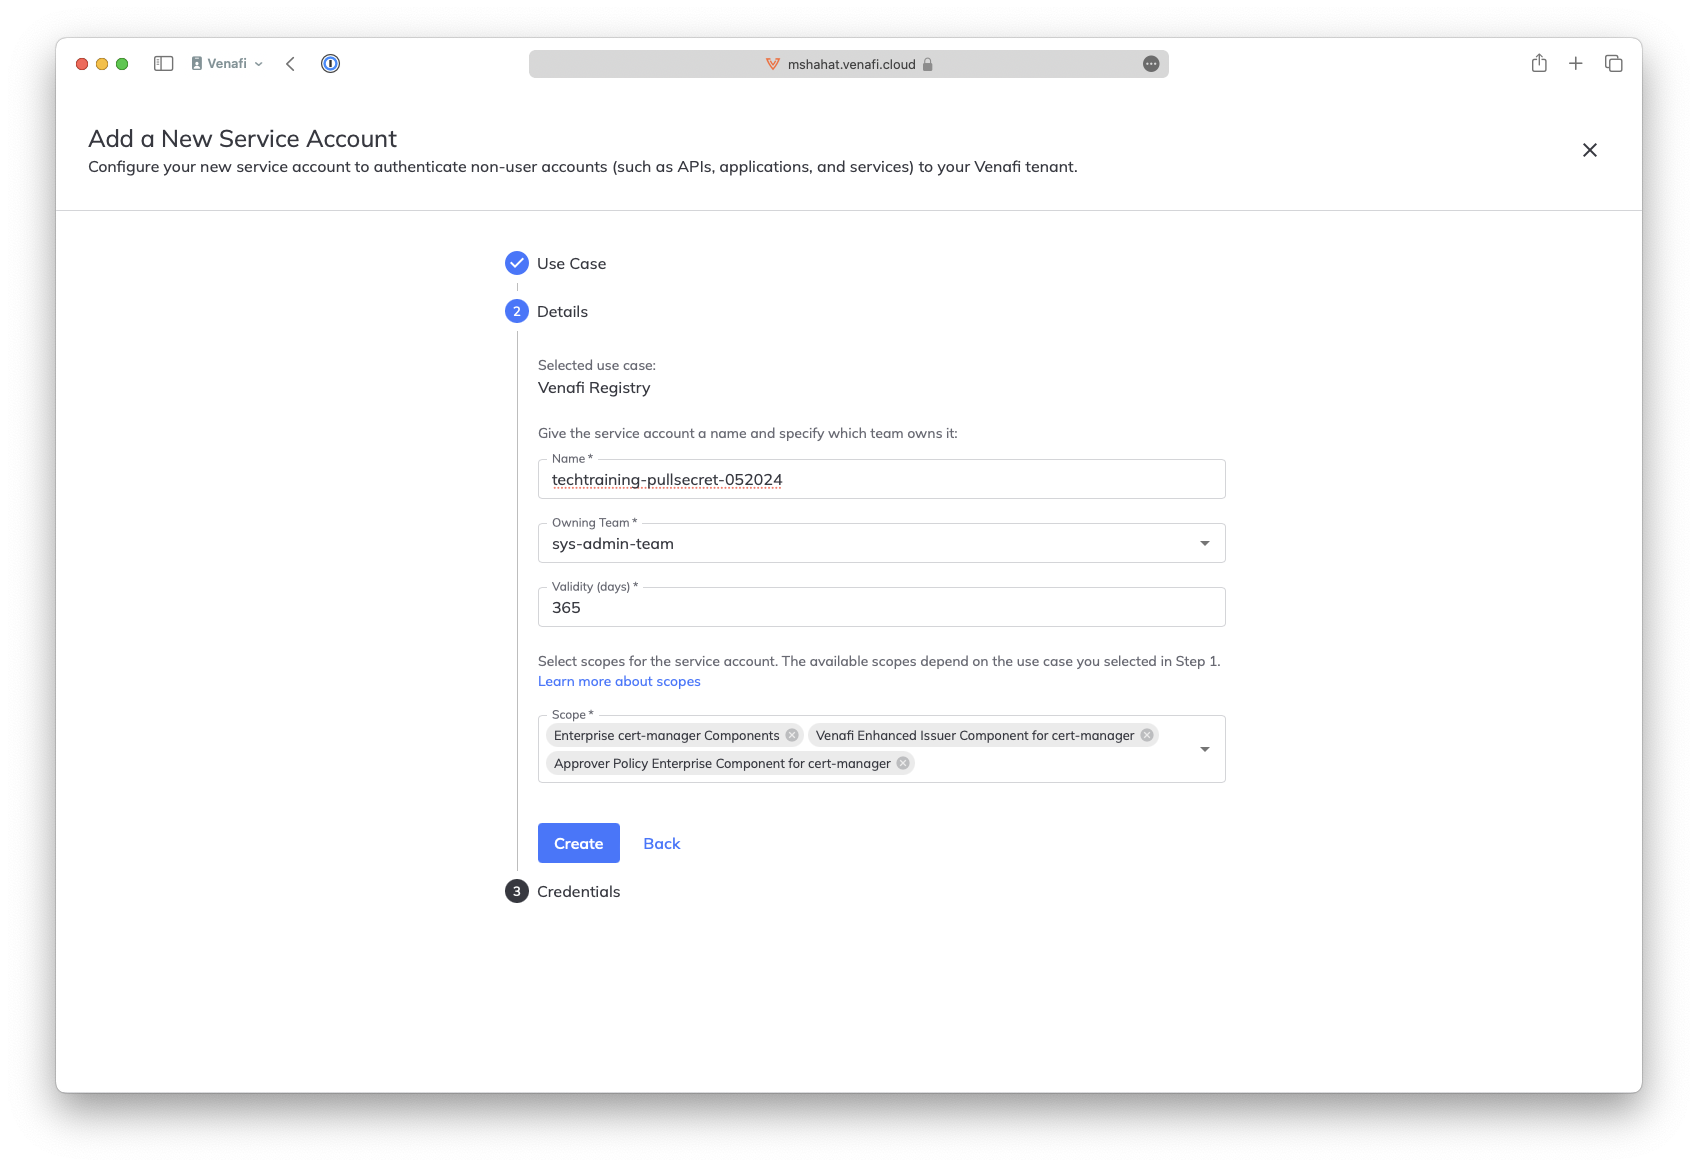 Venafi
mshahat.venafi.cloud
Add a New Service Account
Configure your new service account to authenticate non-user accounts (such as APIs, applications, and services) to your Venafi tenant.
Use Case
2 Details
Selected use case:
Venafi Registry
Give the service account a name and specify which team owns it:
Name *
techtraining-pullsecret-052024
Owning Team *
sys-admin-team
Validity (days) *
365
Select scopes for the service account. The available scopes depend on the use case you selected in Step 1.
Learn more about scopes
Scope *
Enterprise cert-manager Components Venafi Enhanced Issuer Component for cert-manager
Approver Policy Enterprise Component for cert-manager
Create Back
3 Credentials